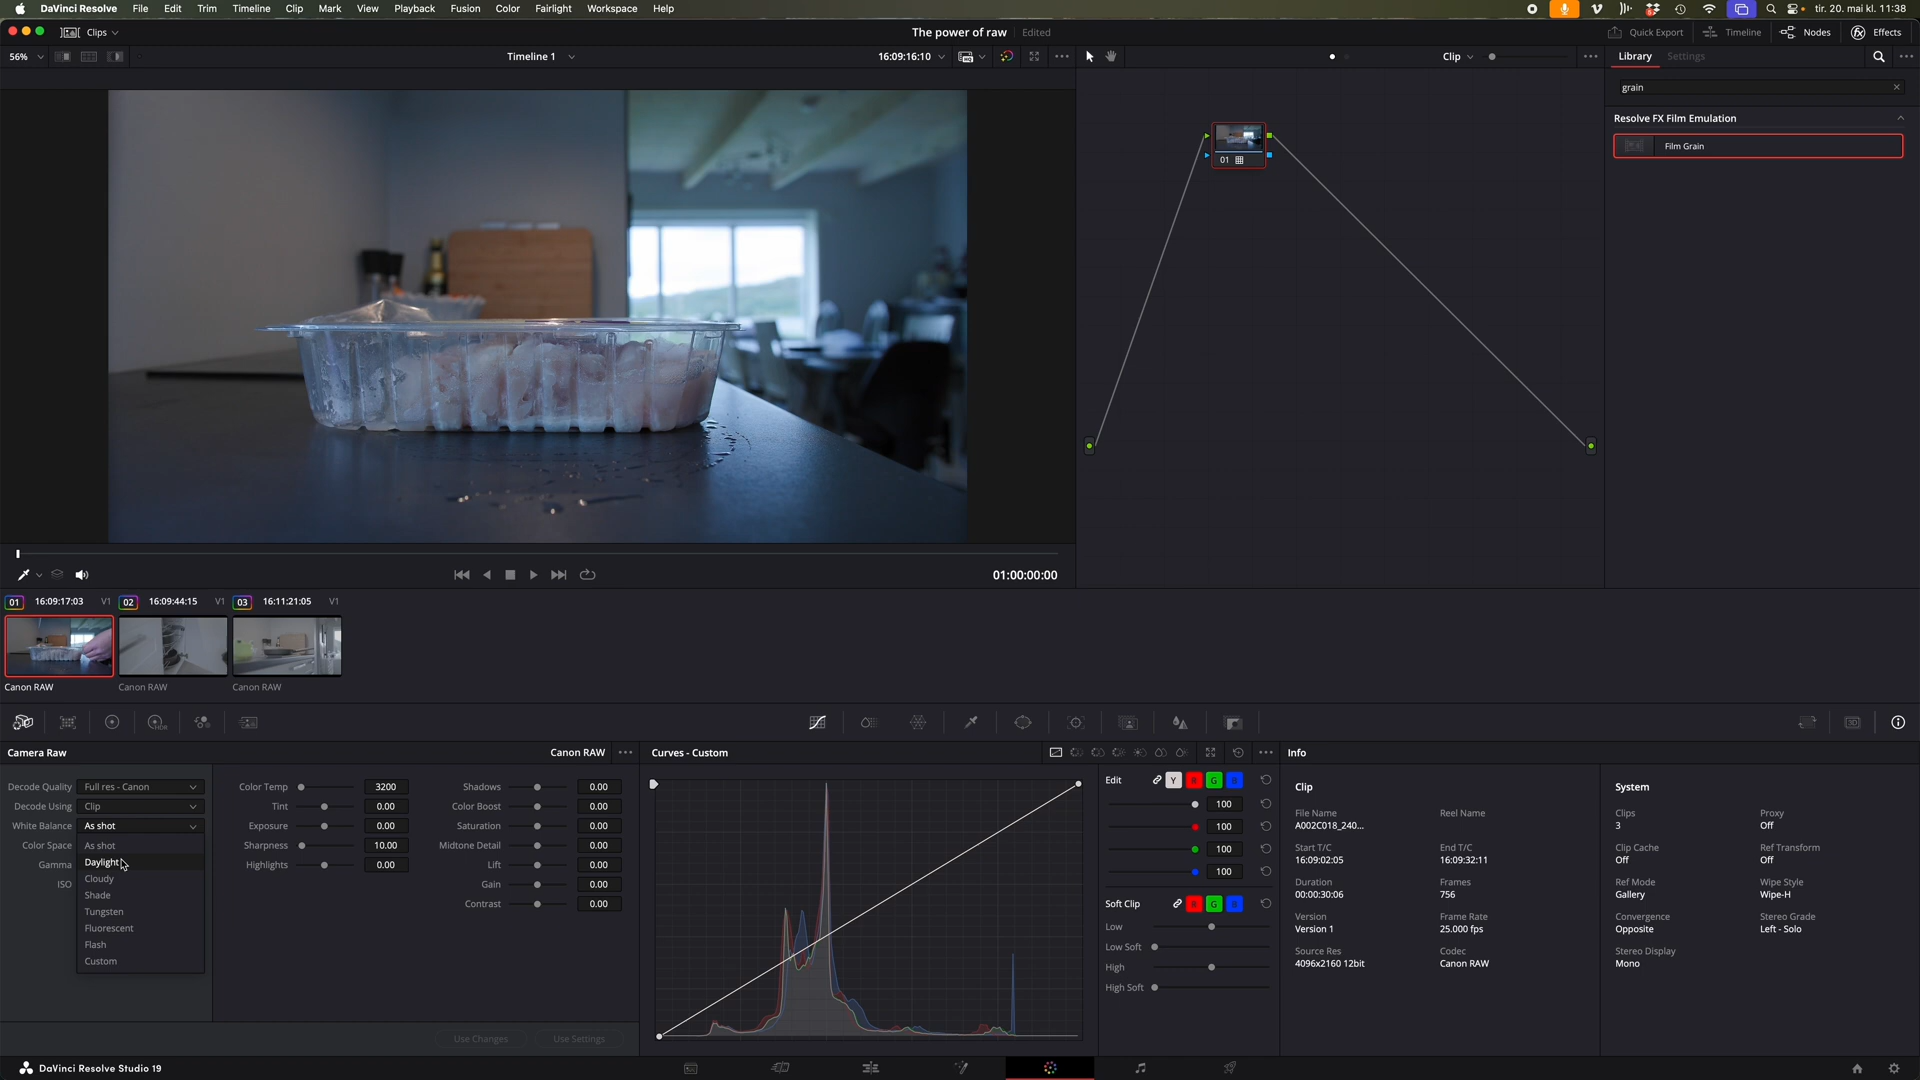 DaVinci Resolve File Edit Trim Timeline Clip Mark View Playback Fusion Color Fairlight Workspace Help tir. 20. mai kl. 11:38
Clips The power of raw Edited Quick Export Timeline Nodes Effects
56% Timeline 1 16:09:16:10 Clip Library Settings
grain
Resolve FX Film Emulation
Film Grain
01
01:00:00:00
01 16:09:17:03 V1 02 16:09:44:15 V1 03 16:11:21:05 V1
Canon RAW Canon RAW Canon RAW
HDR 3D
Camera Raw Canon RAW Curves - Custom Info
Decode Quality Full res - Canon Color Temp 3200 Shadows 0.00 Edit Y R G B Clip System
Decode Using Clip Tint 0.00 Color Boost 0.00 100
White Balance As shot Exposure 0.00 Saturation 0.00 100 File Name Reel Name Clips Proxy
A002C018_240... 3 Off
Color Space As shot Sharpness 10.00 Midtone Detail 0.00 100 Start T/C End T/C Clip Cache Ref Transform
16:09:02:05 16:09:32:11 Off Off
Gamma Daylight Highlights 0.00 Lift 0.00 100
ISO Cloudy Gain 0.00 Duration Frames Ref Mode Wipe Style
Shade 00:00:30:06 756 Gallery Wipe-H
Tungsten Contrast 0.00 Soft Clip R G B Version Frame Rate Convergence Stereo Grade
Fluorescent Low Version 1 25.000 fps Opposite Left - Solo
Flash Low Soft Source Res Codec Stereo Display
Custom High 4096x2160 12bit Canon RAW Mono
High Soft
Use Changes Use Settings
DaVinci Resolve Studio 19